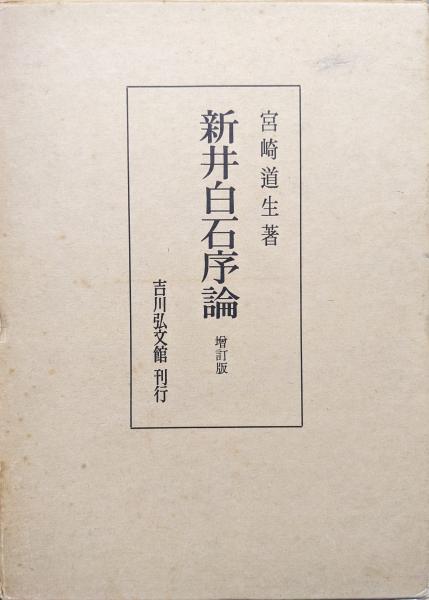 宮崎道生著
新井白石序論 増訂版
吉川弘文館 刊行